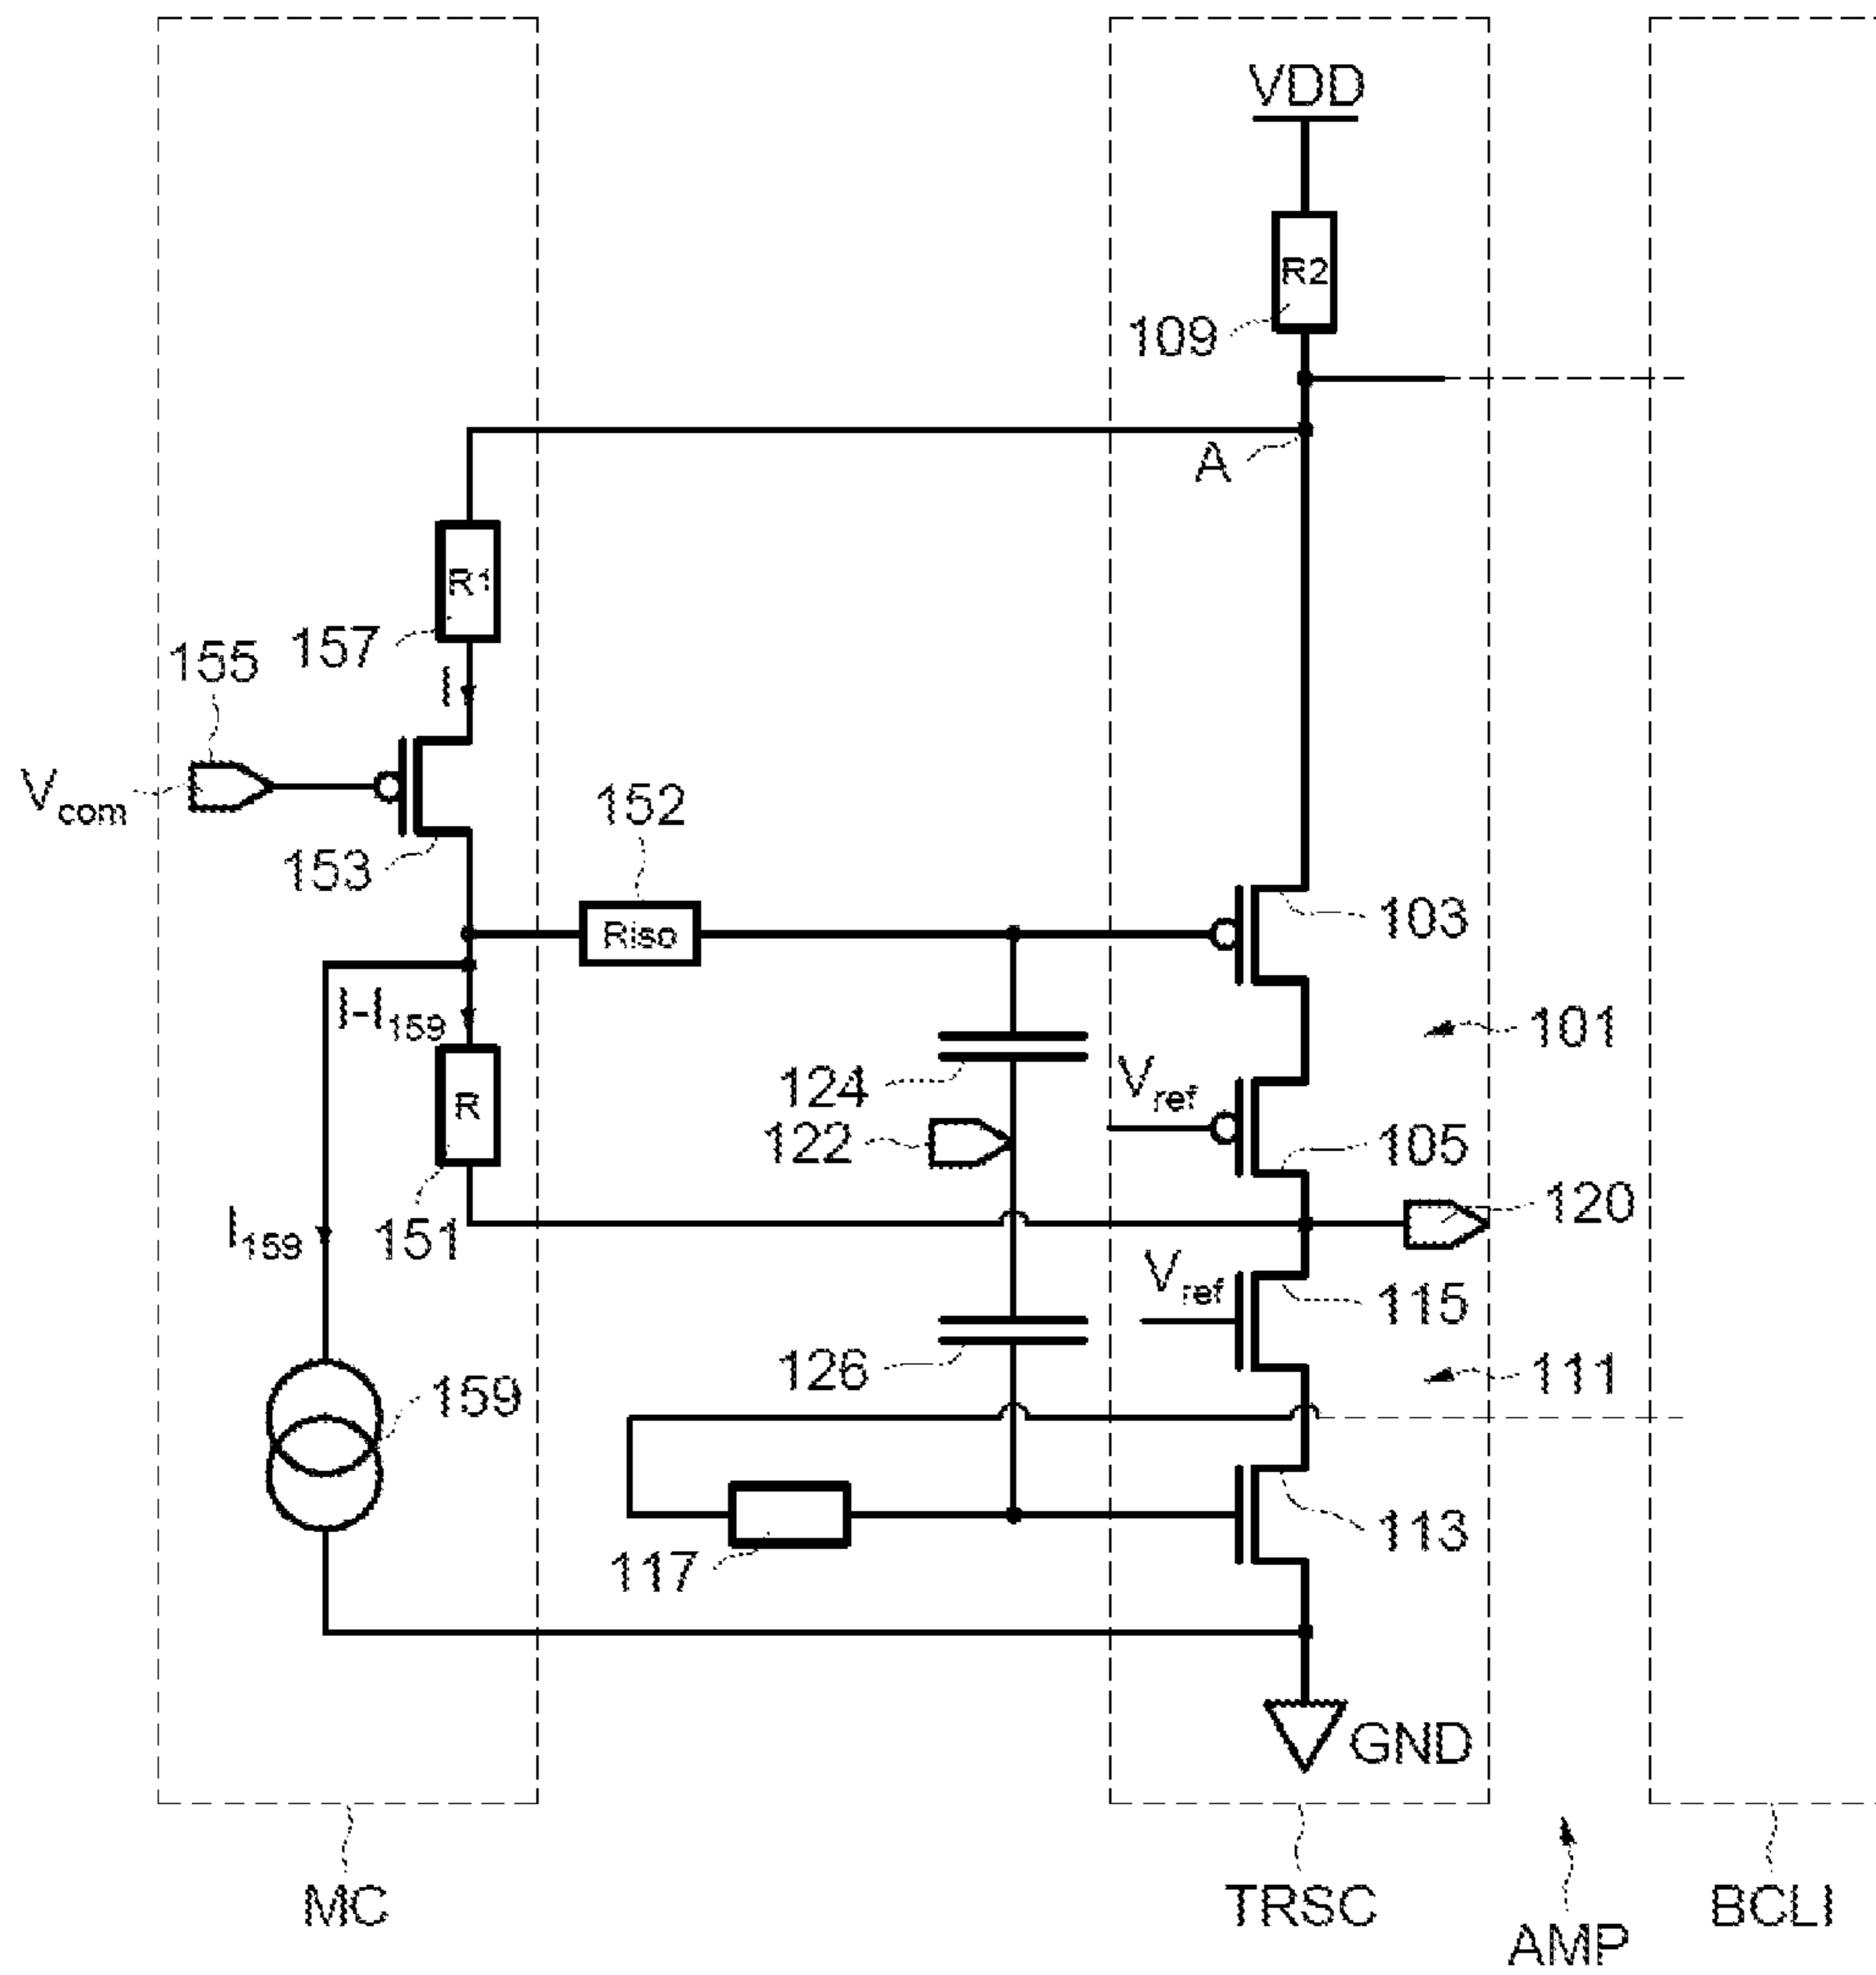 VDD
R2
109
A
R1
157
155
I
Vcom
152
153
Riso
103
I-I159
101
124
Vref
R
122
105
120
I159
151
Vref
115
126
111
159
113
117
GND
MC
TRSC
BCLI
AMP